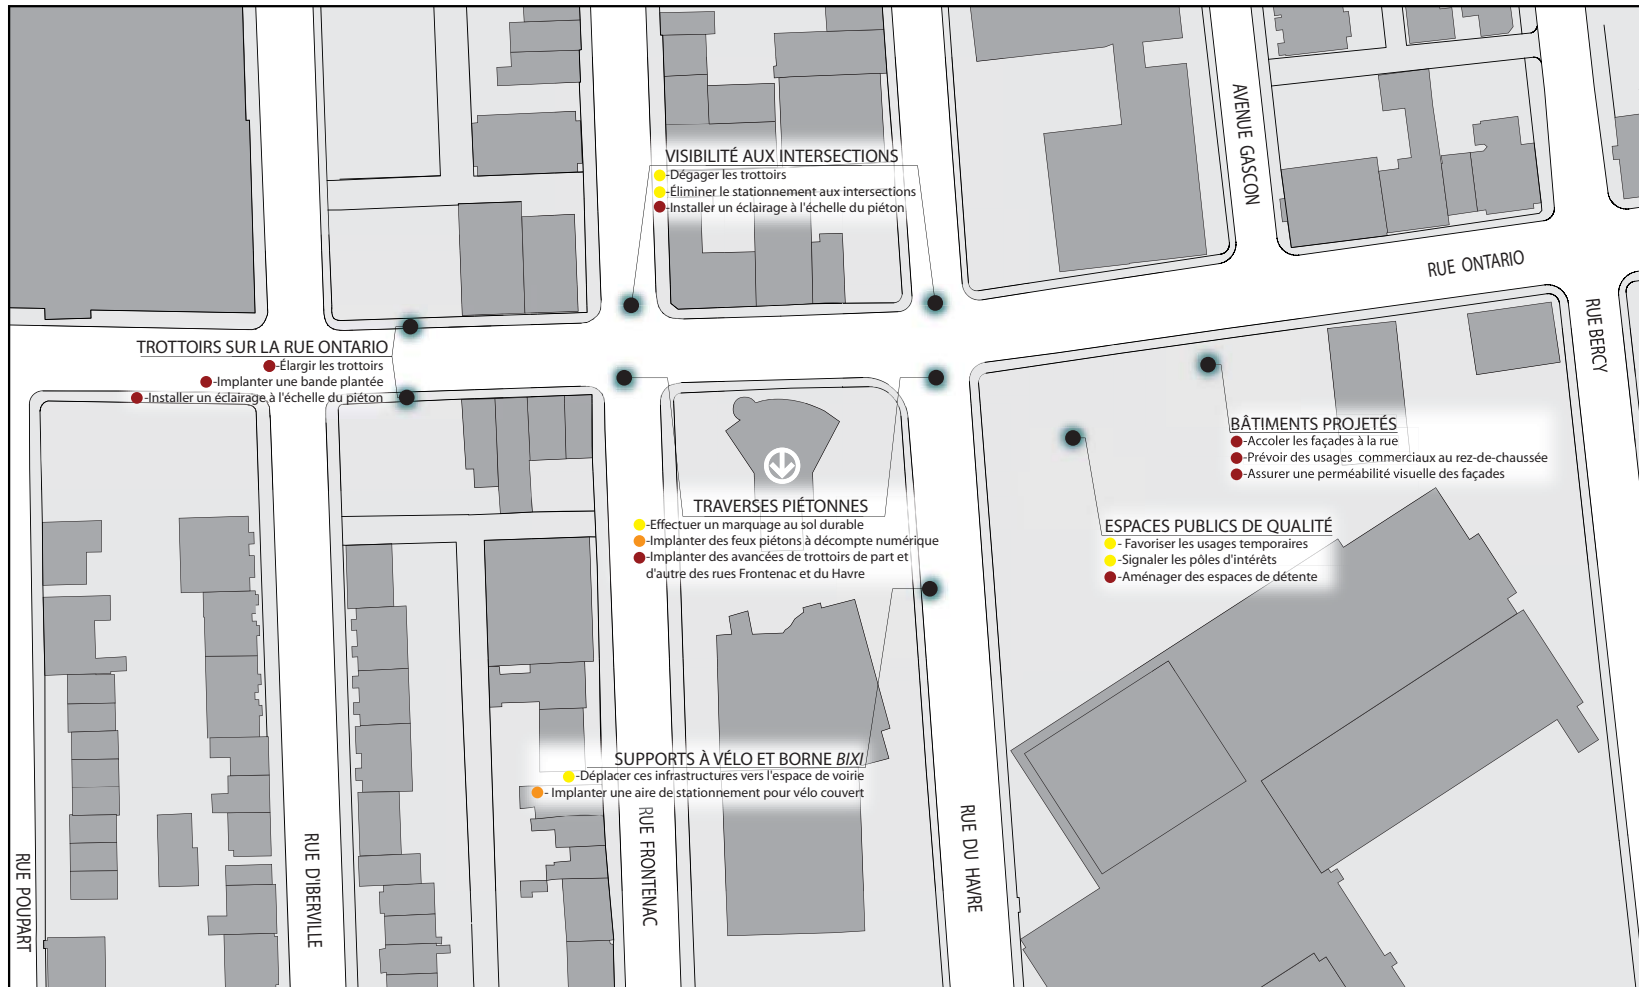 AVENUE GASCON
VISIBILITÉ AUX INTERSECTIONS
-Dégager les trottoirs
-Éliminer le stationnement aux intersections
-Installer un éclairage à l'échelle du piéton
RUE ONTARIO
RUE BERCY
TROTTOIRS SUR LA RUE ONTARIO
-Élargir les trottoirs
-Implanter une bande plantée
-Installer un éclairage à l'échelle du piéton
BÂTIMENTS PROJETÉS
-Accoler les façades à la rue
-Prévoir des usages commerciaux au rez-de-chaussée
-Assurer une perméabilité visuelle des façades
TRAVERSES PIÉTONNES
-Effectuer un marquage au sol durable
-Implanter des feux piétons à décompte numérique
-Implanter des avancées de trottoirs de part et
d'autre des rues Frontenac et du Havre
ESPACES PUBLICS DE QUALITÉ
- Favoriser les usages temporaires
-Signaler les pôles d'intérêts
-Aménager des espaces de détente
SUPPORTS À VÉLO ET BORNE BIXI
-Déplacer ces infrastructures vers l'espace de voirie
- Implanter une aire de stationnement pour vélo couvert
RUE POUPART
RUE D'IBERVILLE
RUE FRONTENAC
RUE DU HAVRE